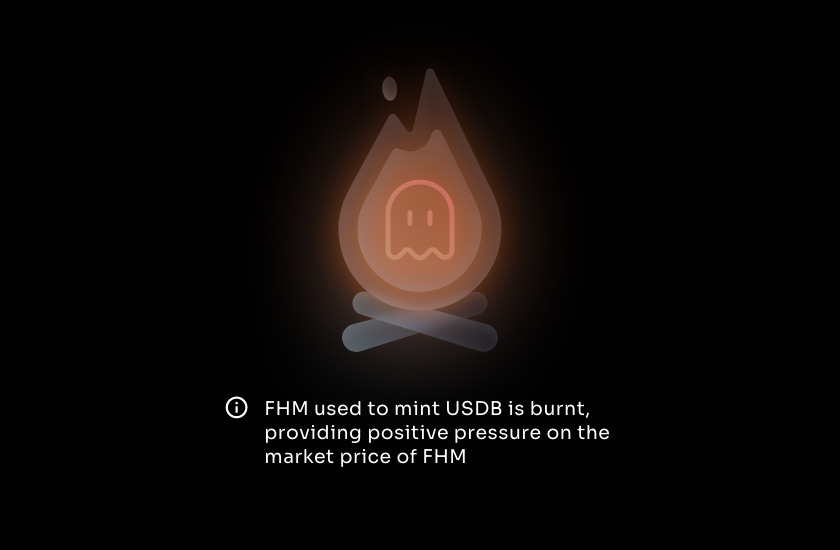 FHM used to mint USDB is burnt,
providing positive pressure on the
market price of FHM